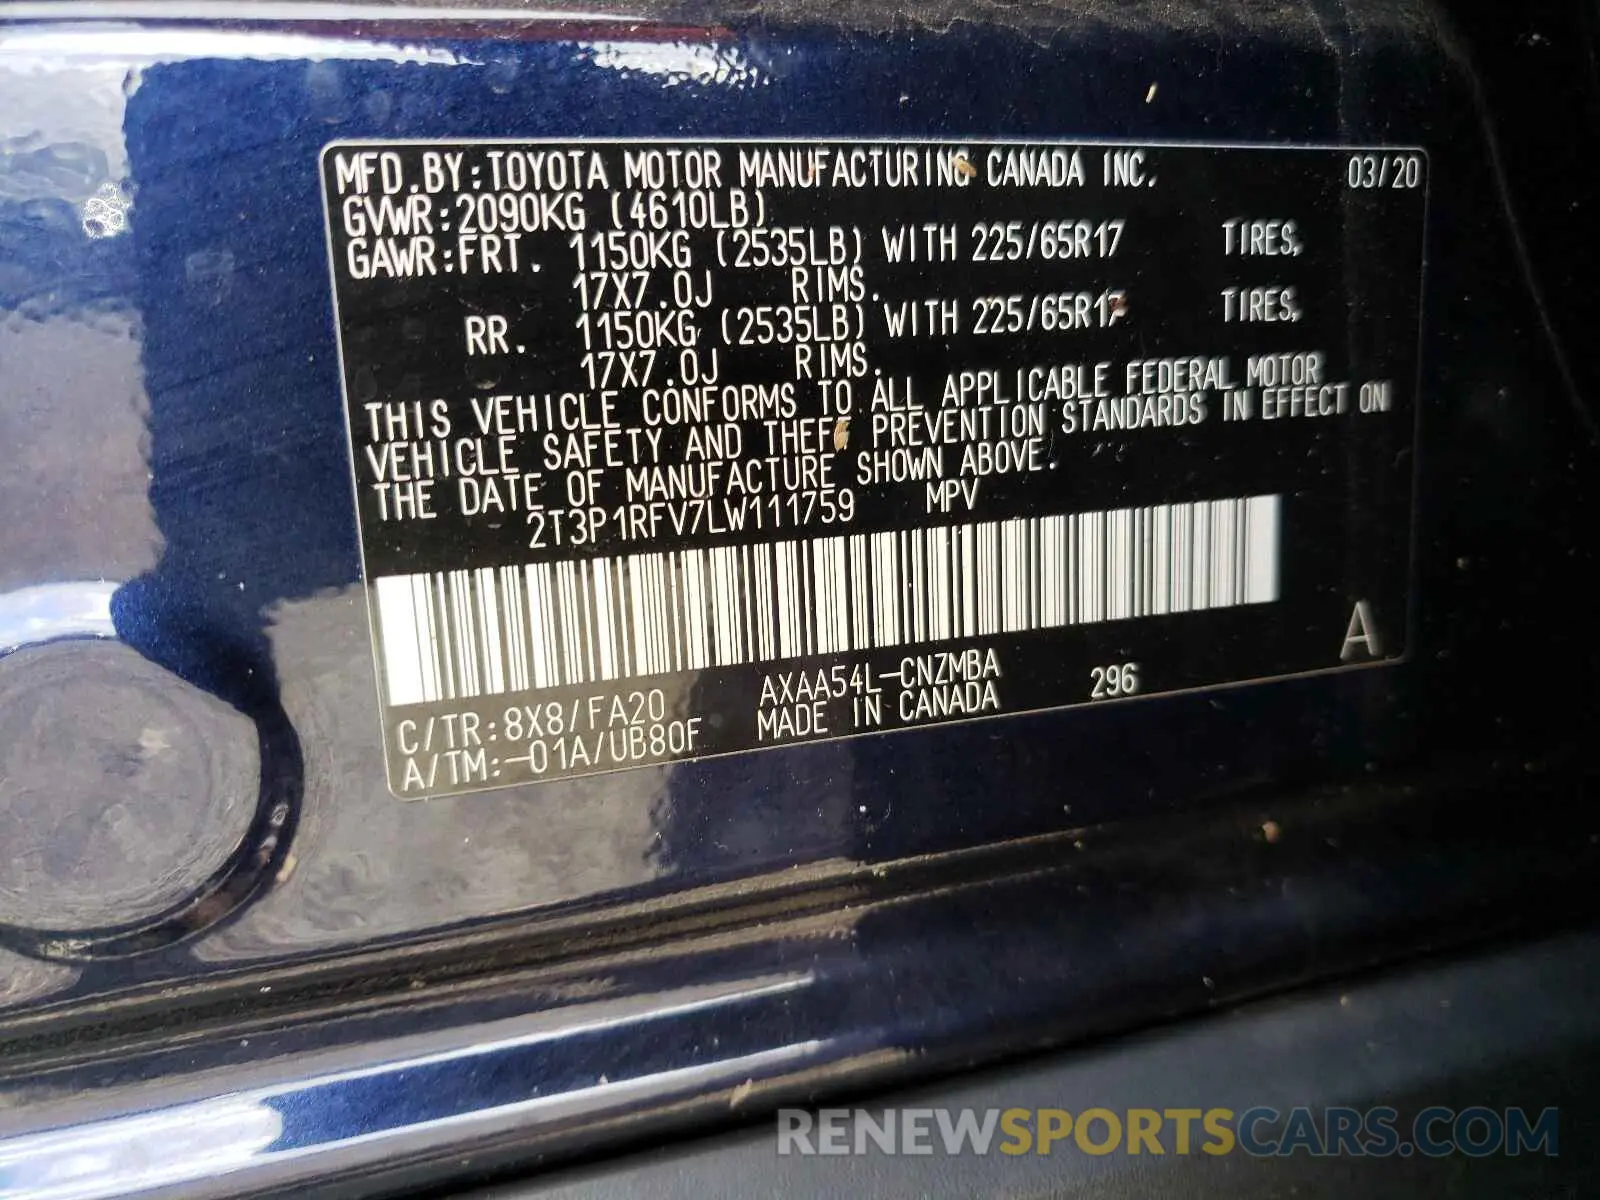 MFD.BY:TOYOTA MOTOR MANUFACTURING CANADA INC. 03/20
GVWR:2090KG (4610LB)
GAWR:FRT. 1150KG (2535LB) WITH 225/65R17 TIRES,
17X7.0J RIMS.
RR. 1150KG (2535LB) WITH 225/65R17 TIRES,
17X7.0J RIMS.
THIS VEHICLE CONFORMS TO ALL APPLICABLE FEDERAL MOTOR
VEHICLE SAFETY AND THEFT PREVENTION STANDARDS IN EFFECT ON
THE DATE OF MANUFACTURE SHOWN ABOVE.
2T3P1RFV7LW111759 MPV
A
C/TR:8X8/FA20 AXAA54L-CNZMBA 296
A/TM:-01A/UB80F MADE IN CANADA
RENEWSPORTSCARS.COM